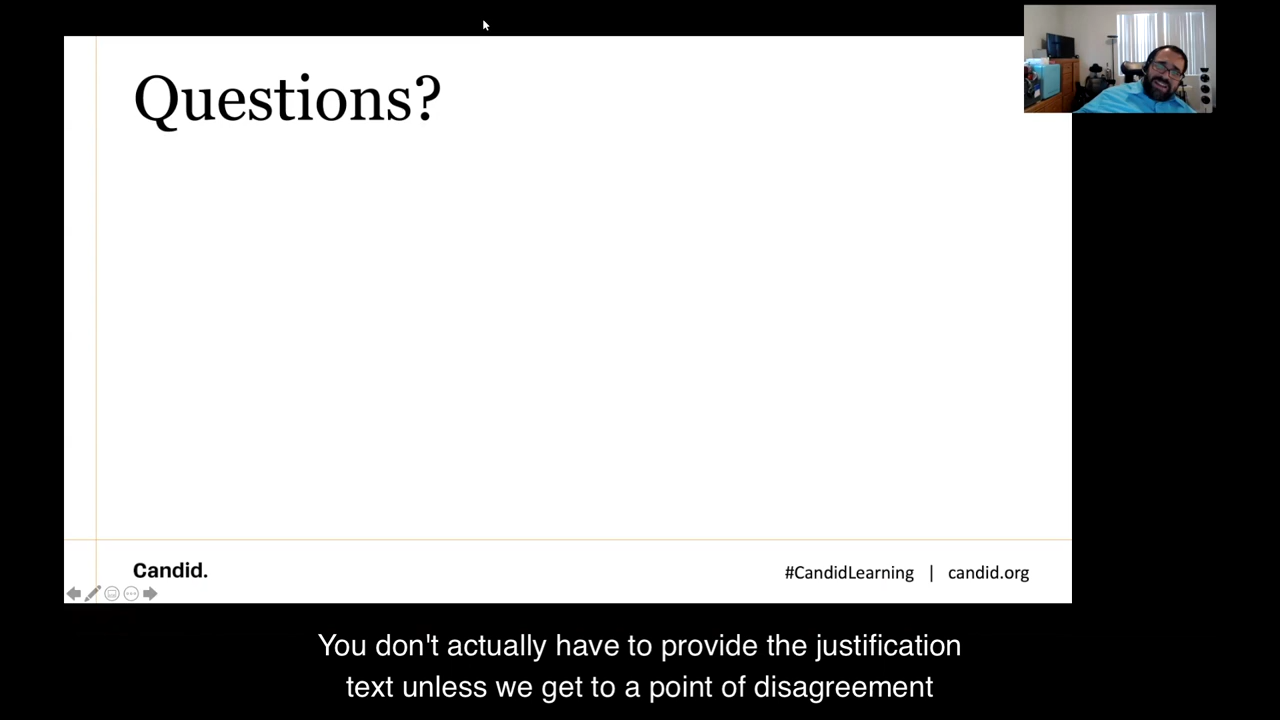 Questions?
Candid.
#CandidLearning | candid.org
You don't actually have to provide the justification
text unless we get to a point of disagreement